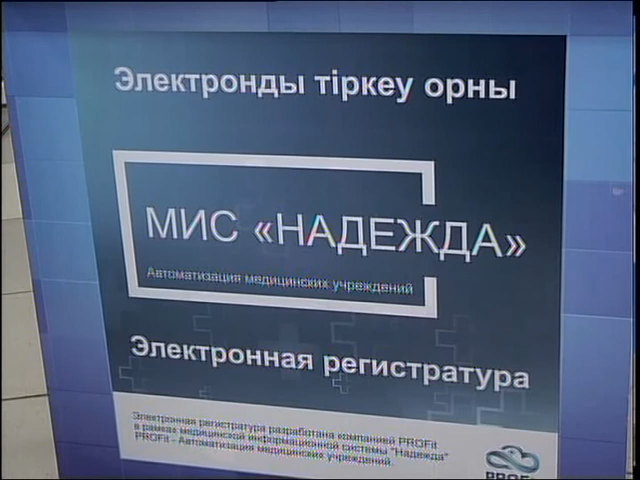 Электронды тіркеу орны
МИС «НАДЕЖДА»
Автоматизация медицинских учреждений
Электронная регистратура
Электронная регистратура разработана компанией PROFit
в рамках медицинской информационной системы "Надежда"
PROFit - Автоматизация медицинских учреждений.